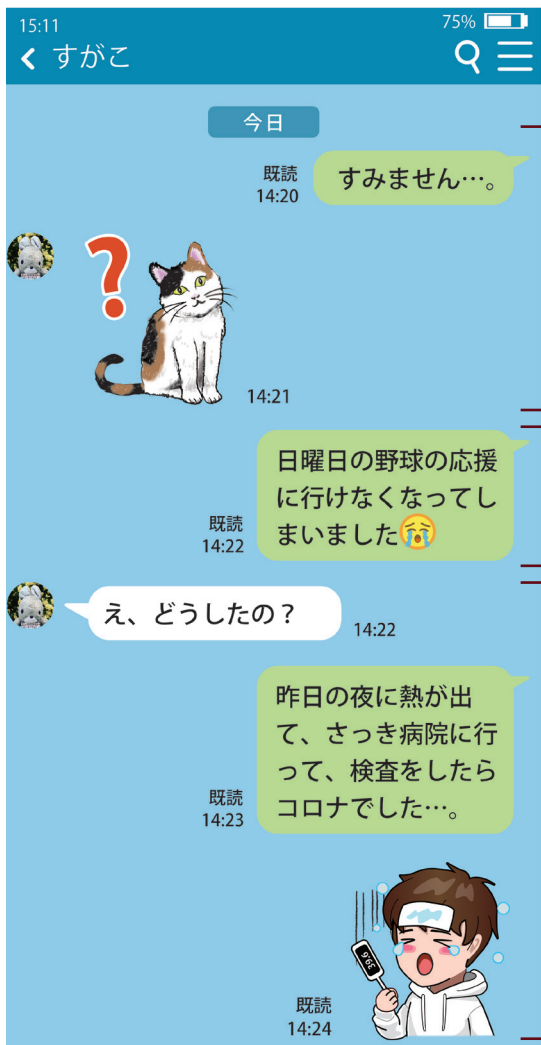 15:11
75%
すがこ
今日
すみません…。
既読
14:20
?
14:21
日曜日の野球の応援
に行けなくなってし
まいました😭
既読
14:22
え、どうしたの？
14:22
昨日の夜に熱が出
て、さっき病院に行
って、検査をしたら
コロナでした…。
既読
14:23
39.6
既読
14:24